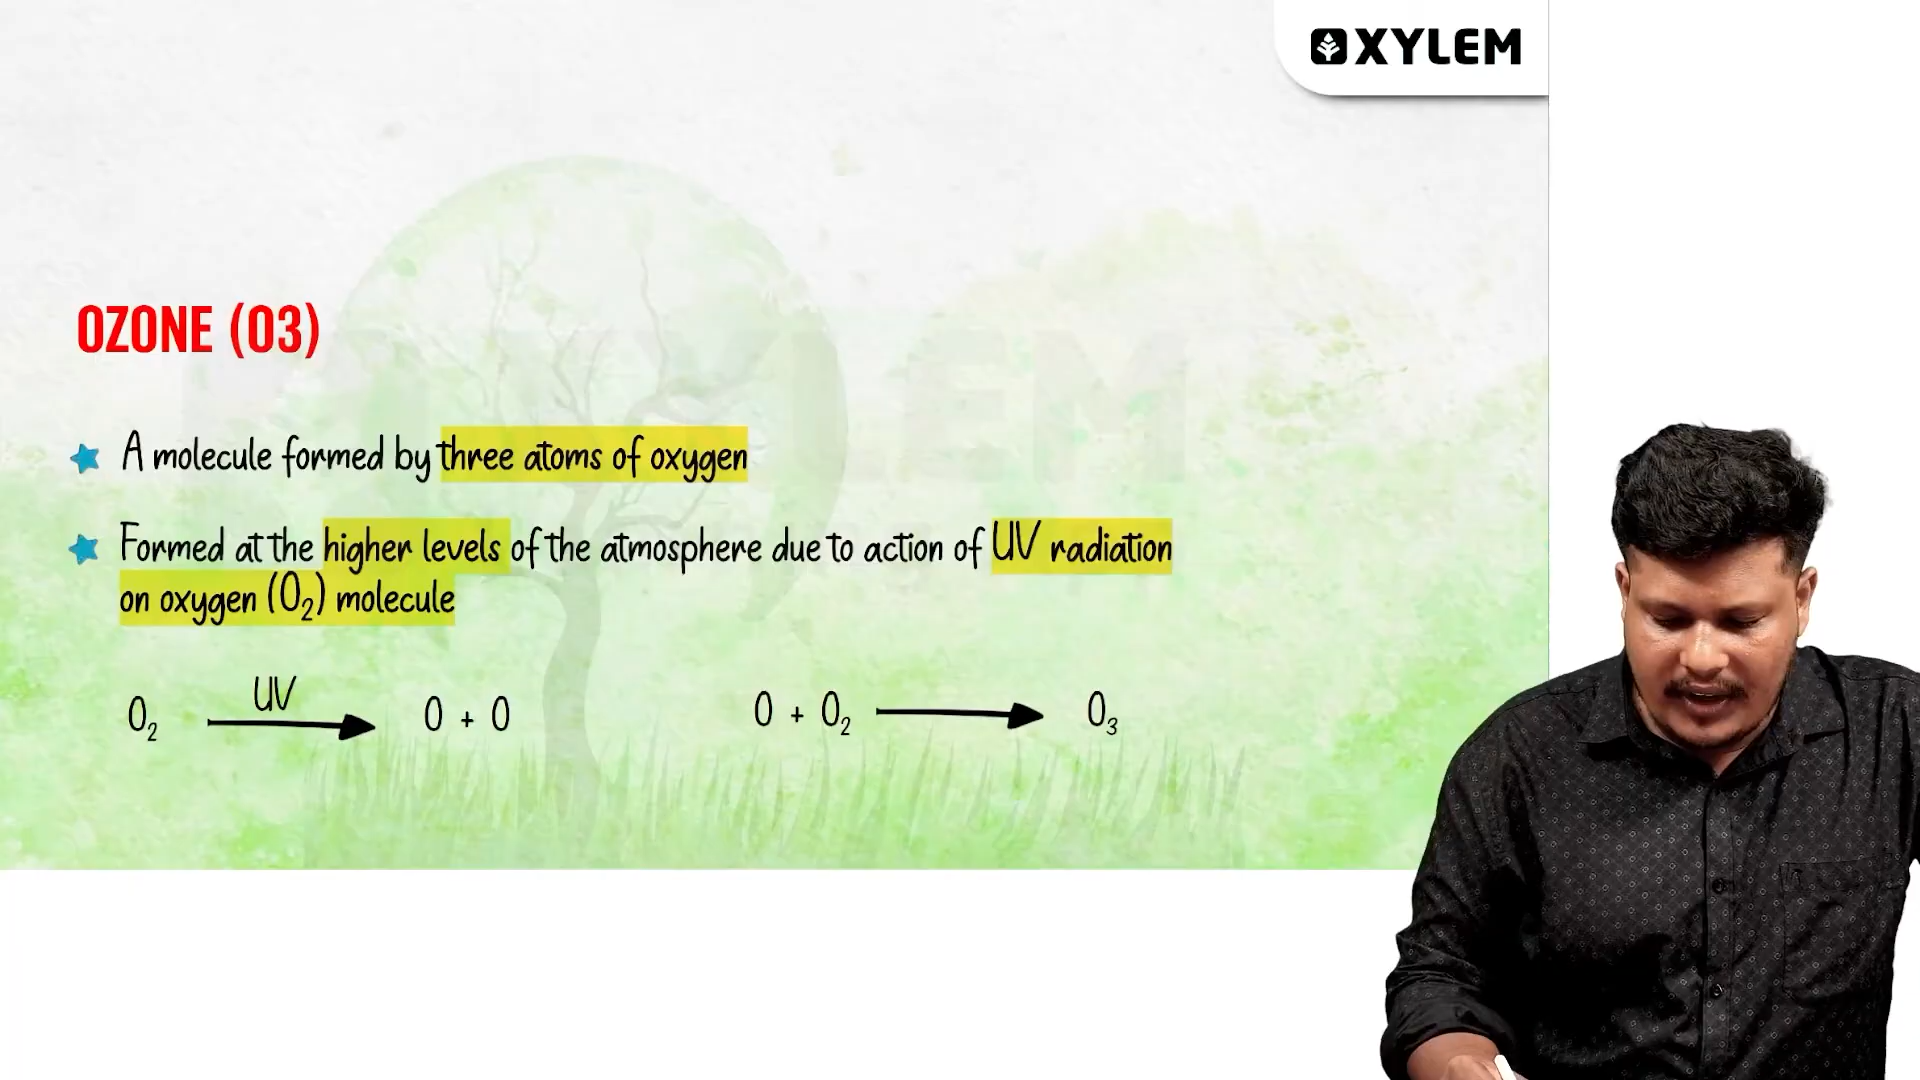 XYLEM
OZONE (O3)
A molecule formed by three atoms of oxygen
Formed at the higher levels of the atmosphere due to action of UV radiation
on oxygen (O₂) molecule
O₂ UV → O + O
O + O₂ → O₃